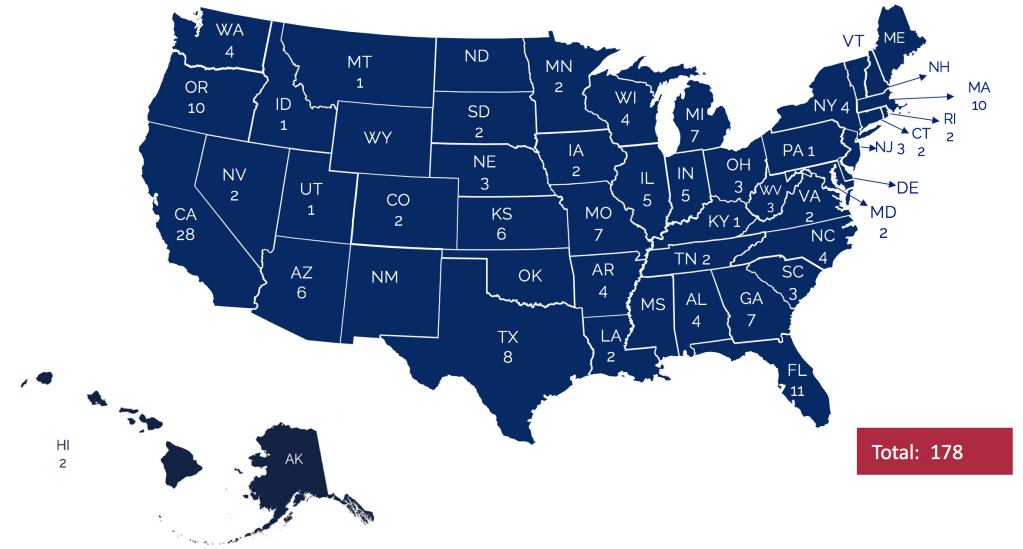 WA
4
OR
10
ID
1
MT
1
ND
SD
2
WY
NE
3
MN
2
WI
4
MI
7
IA
2
NV
2
UT
1
CA
28
CO
2
KS
6
MO
7
IL
5
IN
5
OH
3
KY 1
WV
3
VA
2
PA 1
NY 4
VT
ME
NH
MA
10
RI
2
CT
2
NJ 3
DE
MD
2
AZ
6
NM
OK
TX
8
AR
4
LA
2
TN 2
MS
AL
4
GA
7
NC
4
SC
3
FL
11
HI
2
AK
Total: 178